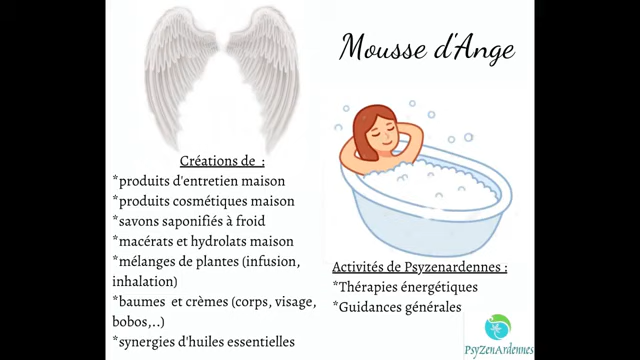 Mousse d'Ange
Créations de :
*produits d'entretien maison
*produits cosmétiques maison
*savons saponifiés à froid
*macérats et hydrolats maison
*mélanges de plantes (infusion,
inhalation)
*baumes et crèmes (corps, visage,
bobos,..)
*synergies d'huiles essentielles
Activités de Psyzenardennes :
*Thérapies énergétiques
*Guidances générales
PsyZenArdennes